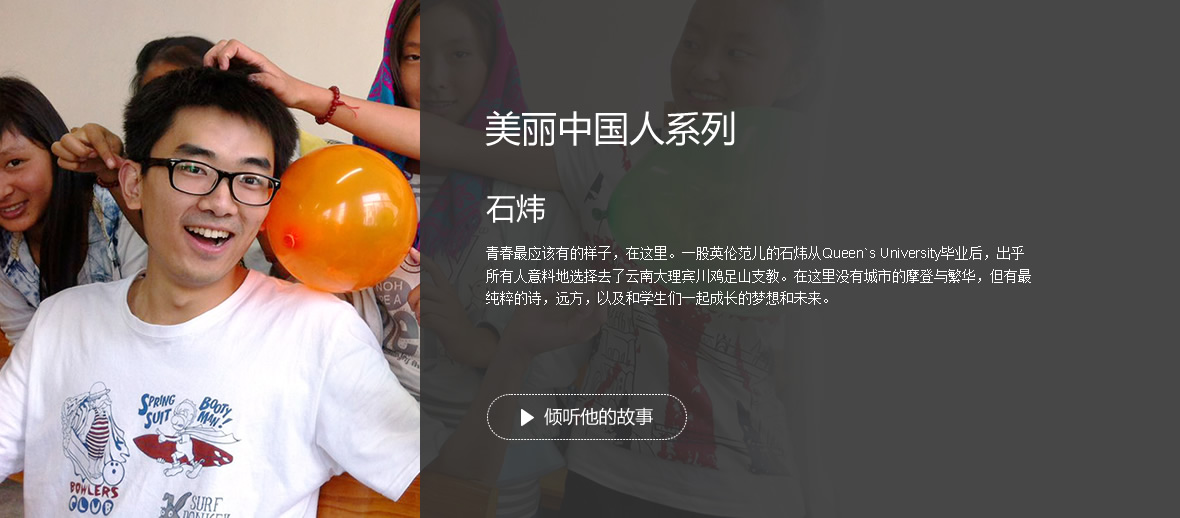 美丽中国人系列
石炜
青春最应该有的样子，在这里。一股英伦范儿的石炜从Queen`s University毕业后，出乎
所有人意料地选择去了云南大理宾川鸡足山支教。在这里没有城市的摩登与繁华，但有最
纯粹的诗，远方，以及和学生们一起成长的梦想和未来。
倾听他的故事
SPRING BOOTY
SUIT MAN!!
BOWLERS
CLUB
SURF